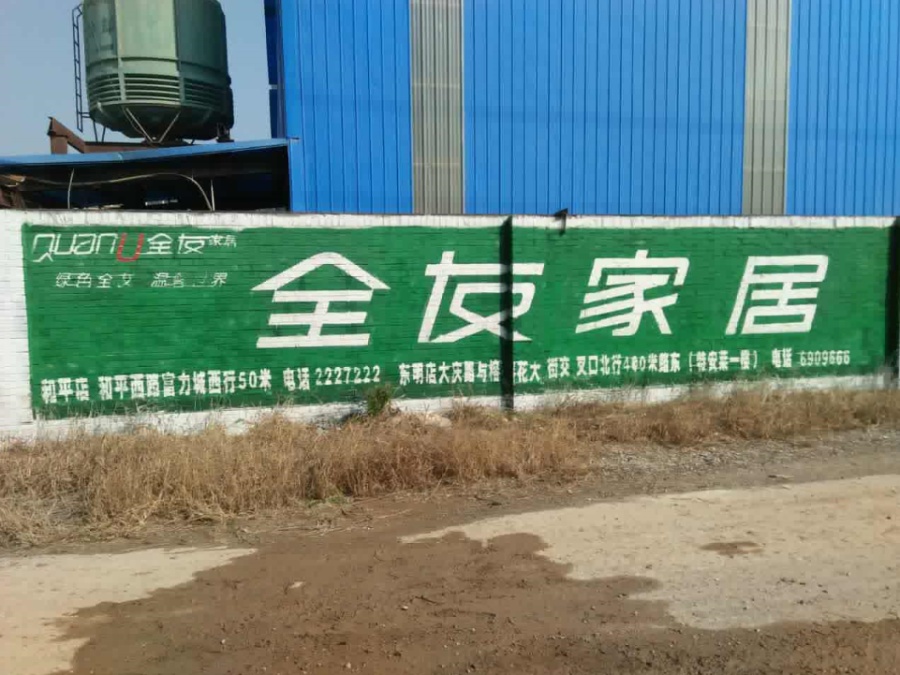 QuanU全友家居
绿色全友 温馨世界
全友家居
和平店 和平西路富力城西行50米 电话 2227222 东明店大庆路与榕 花大 街交 叉口北行400米路东 ( 安莱一楼) 电话 6909666